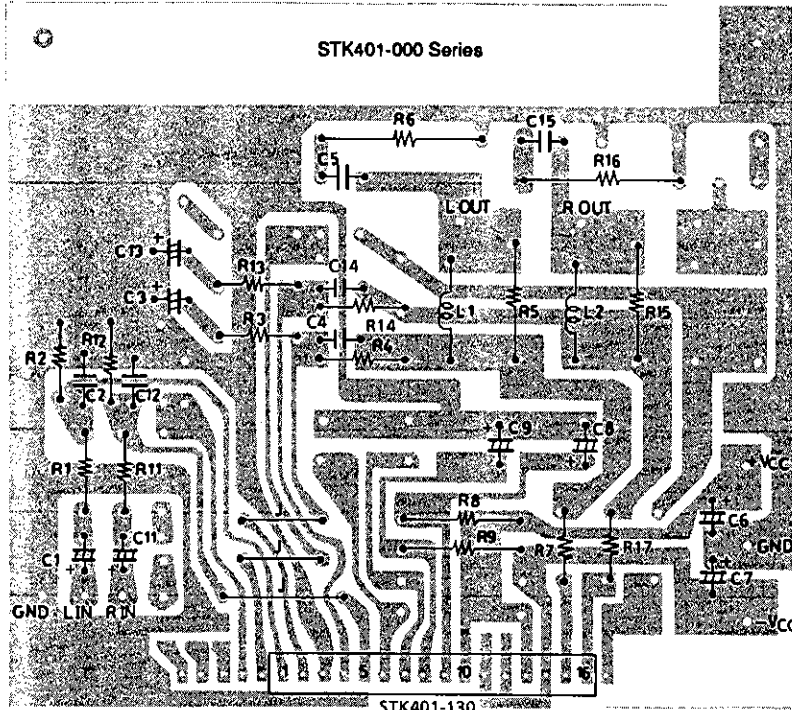 STK401-000 Series
R6
C15
C5
R16
L OUT
R OUT
C13
R13
C14
C3
R3
C4
R14
R4
L1
R5
L2
R15
R2
R12
C2
C12
C9
C8
R1
R11
+VCC
R8
C6
C1
C11
R9
R7
R17
GND
J
J
J
C7
GND
L IN
R IN
-VCC
1
10
16
STK401-130